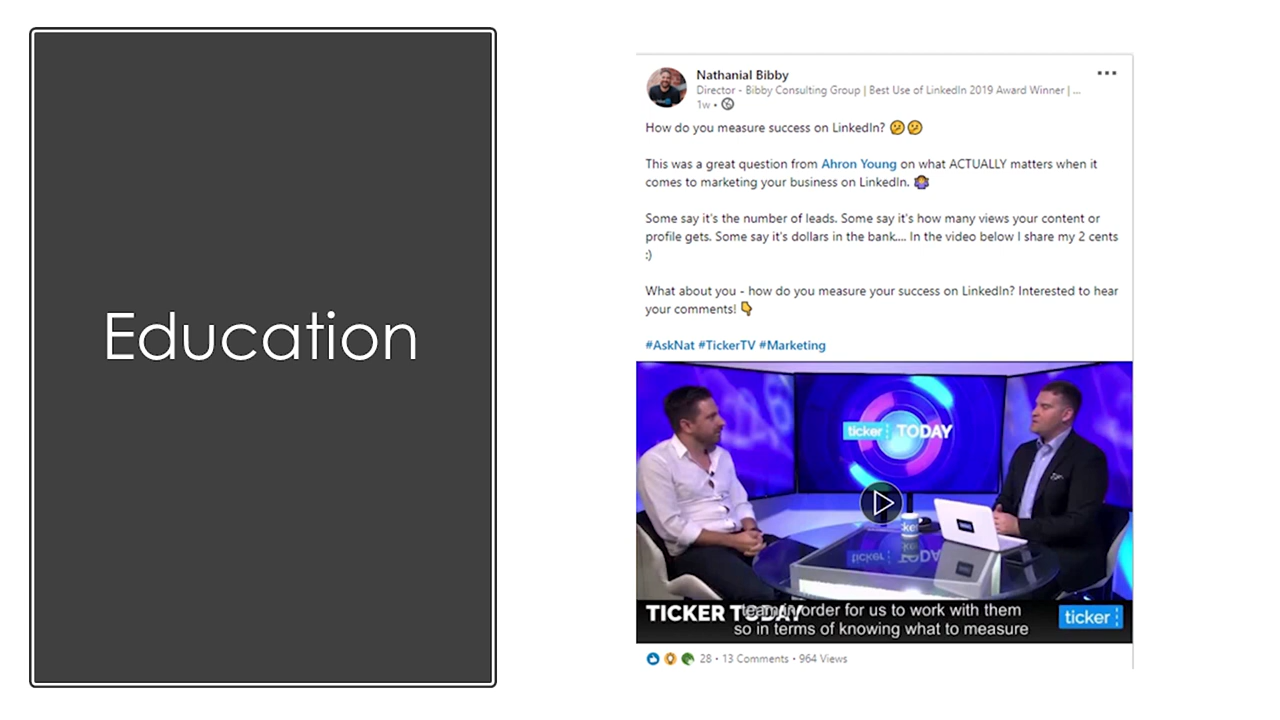 Education
Nathanial Bibby
Director - Bibby Consulting Group | Best Use of LinkedIn 2019 Award Winner | ...
1w •
How do you measure success on LinkedIn? 😕😕
This was a great question from Ahron Young on what ACTUALLY matters when it
comes to marketing your business on LinkedIn. 🤷
Some say it's the number of leads. Some say it's how many views your content or
profile gets. Some say it's dollars in the bank.... In the video below I share my 2 cents
:)
What about you - how do you measure your success on LinkedIn? Interested to hear
your comments! 👇
#AskNat #TickerTV #Marketing
ticker TODAY
ticker
TICKER TODAY
team in order for us to work with them
so in terms of knowing what to measure
ticker
28 • 13 Comments • 964 Views